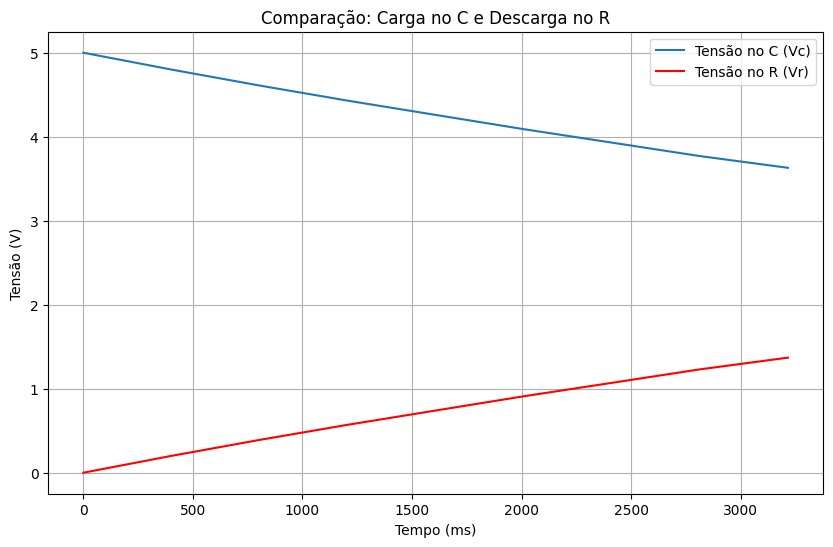 Comparação: Carga no C e Descarga no R
Tensão no C (Vc)
Tensão no R (Vr)
Tensão (V)
5
4
3
2
1
0
0 500 1000 1500 2000 2500 3000
Tempo (ms)